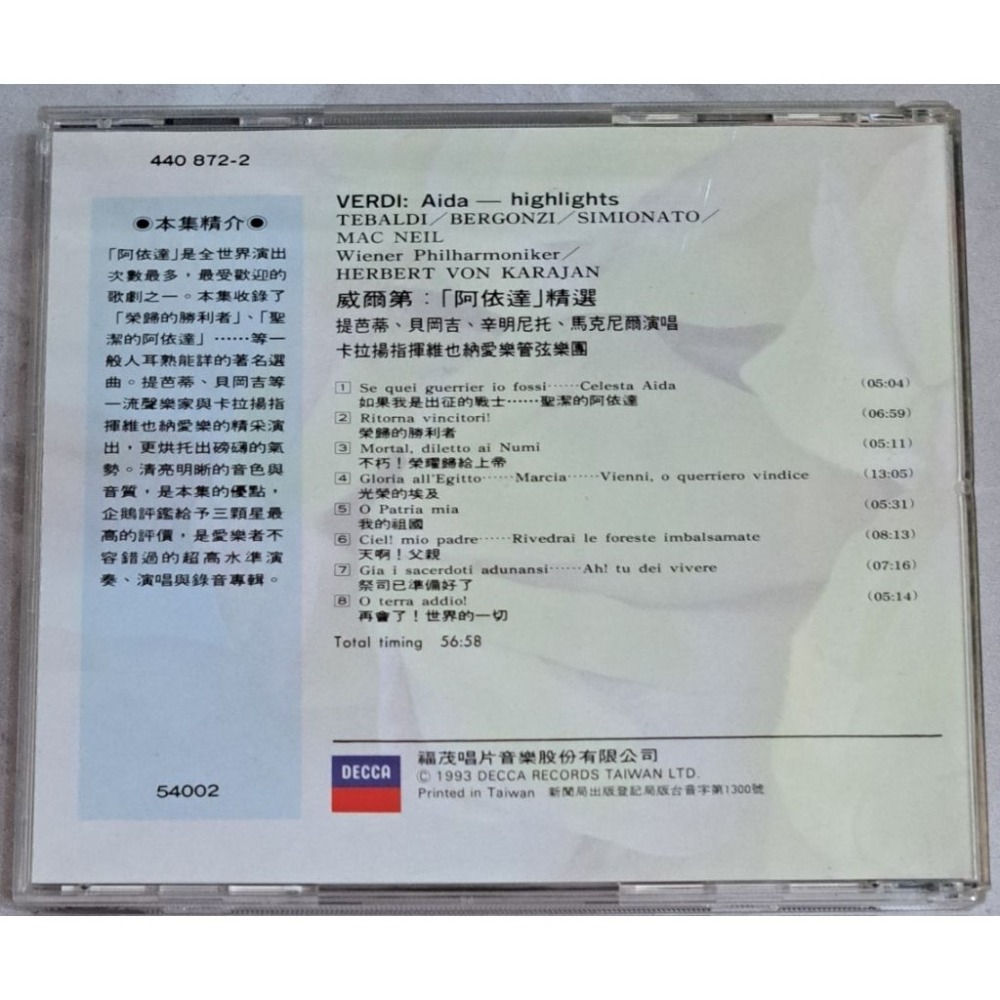 440 872-2
●本集精介●
「阿依達」是全世界演出
次數最多，最受歡迎的
歌劇之一。本集收錄了
「榮歸的勝利者」、「聖
潔的阿依達」⋯⋯等一
般人耳熟能詳的著名選
曲。提芭蒂、貝岡吉等
一流聲樂家與卡拉揚指
揮維也納愛樂的精采演
出，更烘托出磅礡的氣
勢。清亮明晰的音色與
音質，是本集的優點，
企鵝評鑑給予三顆星最
高的評價，是愛樂者不
容錯過的超高水準演
奏、演唱與錄音專輯。
54002
VERDI: Aida — highlights
TEBALDI/BERGONZI/SIMIONATO/
MAC NEIL
Wiener Philharmoniker/
HERBERT VON KARAJAN
威爾第：「阿依達」精選
提芭蒂、貝岡吉、辛明尼托、馬克尼爾演唱
卡拉揚指揮維也納愛樂管弦樂團
1 Se quei guerrier io fossi⋯⋯Celesta Aida (05:04)
如果我是出征的戰士⋯⋯聖潔的阿依達
2 Ritorna vincitori! (06:59)
榮歸的勝利者
3 Mortal, diletto ai Numi (05:11)
不朽！榮耀歸給上帝
4 Gloria all'Egitto⋯⋯Marcia⋯⋯Vienni, o querriero vindice (13:05)
光榮的埃及
5 O Patria mia (05:31)
我的祖國
6 Ciel! mio padre⋯⋯Rivedrai le foreste imbalsamate (08:13)
天啊！父親
7 Gia i sacerdoti adunansi⋯⋯Ah! tu dei vivere (07:16)
祭司已準備好了
8 O terra addio! (05:14)
再會了！世界的一切
Total timing 56:58
DECCA
福茂唱片音樂股份有限公司
© 1993 DECCA RECORDS TAIWAN LTD.
Printed in Taiwan 新聞局出版登記局版台音字第1300號